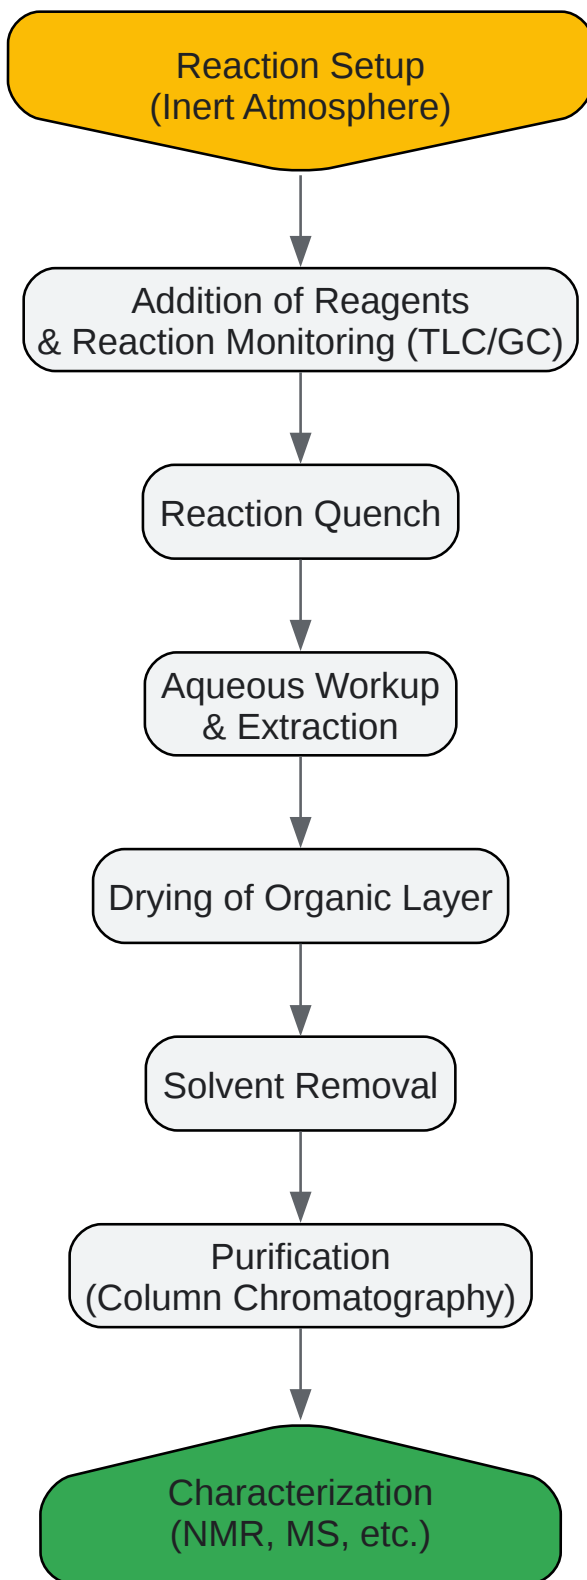 Reaction Setup
(Inert Atmosphere)
Addition of Reagents
& Reaction Monitoring (TLC/GC)
Reaction Quench
Aqueous Workup
& Extraction
Drying of Organic Layer
Solvent Removal
Purification
(Column Chromatography)
Characterization
(NMR, MS, etc.)